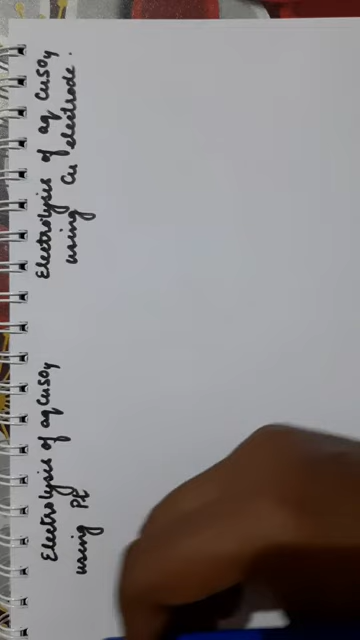 Electrolysis of aq CuSO4
using Pt
Electrolysis of aq CuSO4
using Cu electrode.